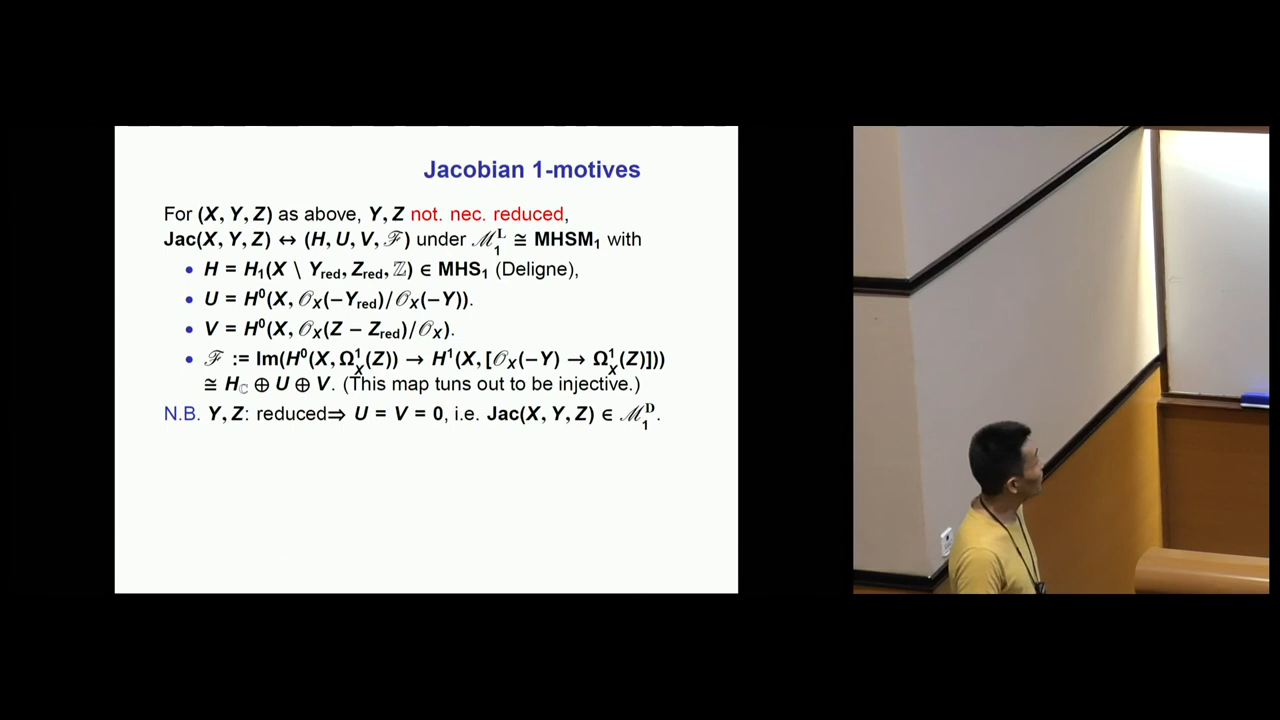 Jacobian 1-motives
For (X, Y, Z) as above, Y, Z not. nec. reduced,
Jac(X, Y, Z) ↔ (H, U, V, ℱ) under ℳ₁ᴸ ≅ MHSM₁ with
• H = H₁(X \ Y_red, Z_red, ℤ) ∈ MHS₁ (Deligne),
• U = H⁰(X, 𝒪_X(−Y_red)/𝒪_X(−Y)).
• V = H⁰(X, 𝒪_X(Z − Z_red)/𝒪_X).
• ℱ := Im(H⁰(X, Ω¹_X(Z)) → H¹(X, [𝒪_X(−Y) → Ω¹_X(Z)]))
≅ H_ℂ ⊕ U ⊕ V. (This map tuns out to be injective.)
N.B. Y, Z: reduced⇒ U = V = 0, i.e. Jac(X, Y, Z) ∈ ℳ₁ᴰ.